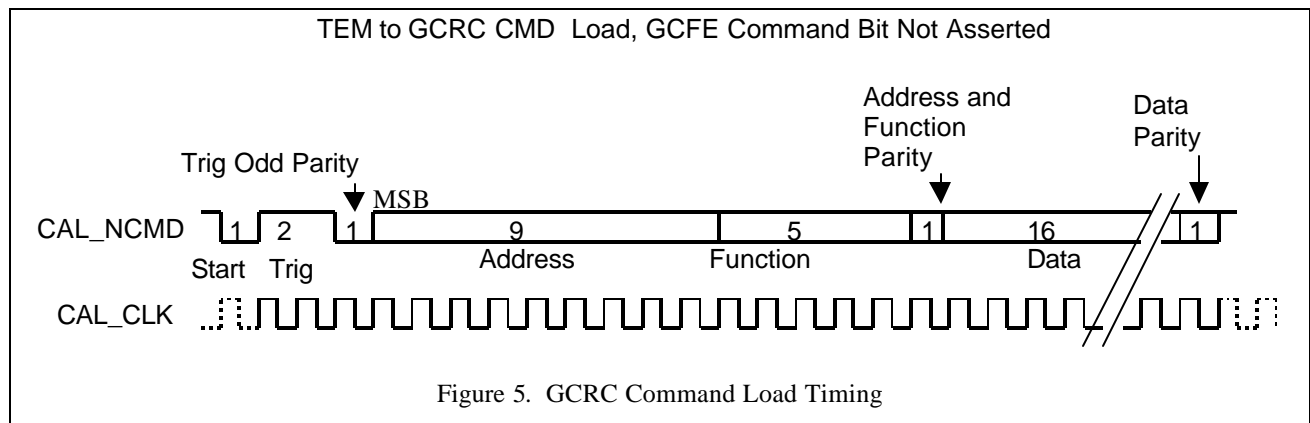 TEM to GCRC CMD Load, GCFE Command Bit Not Asserted
Address and
Function
Parity
Data
Parity
Trig Odd Parity
MSB
CAL_NCMD
1 2 1 9 5 1 16 1
Start Trig Address Function Data
CAL_CLK
Figure 5. GCRC Command Load Timing